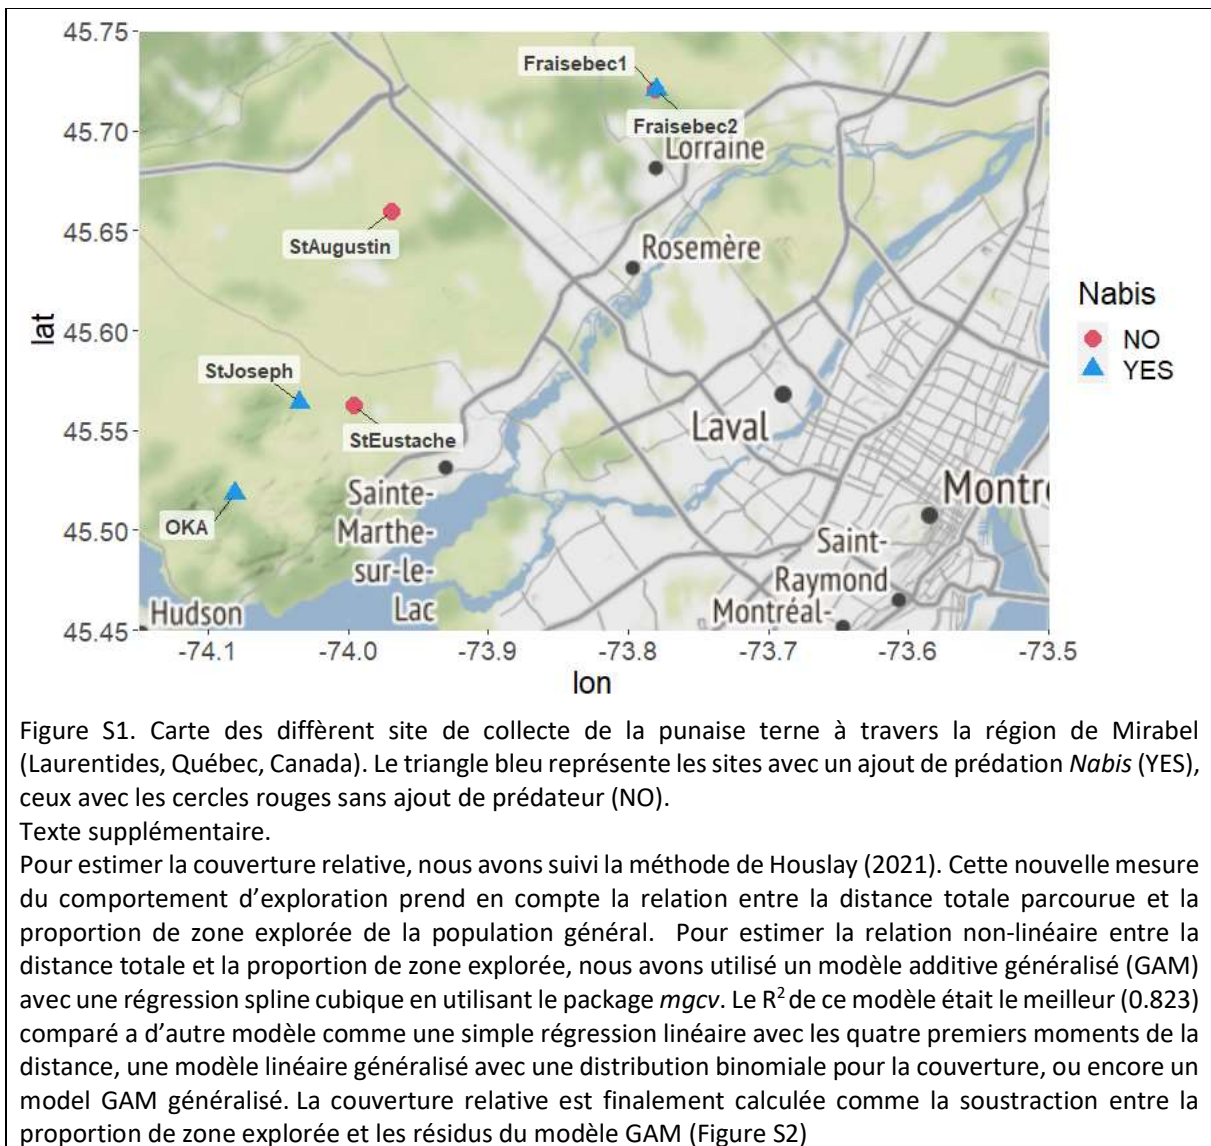 45.75
Fraisebec1
45.70
Fraisebec2
Lorraine
StAugustin
45.65
Rosemère
Nabis
NO
YES
lat
45.60
StJoseph
45.55
StEustache
Laval
Sainte-
Marthe-
sur-le-
Lac
Montré
OKA
45.50
Saint-
Raymond
Montréal-
Hudson
45.45
-74.1 -74.0 -73.9 -73.8 -73.7 -73.6 -73.5
lon
Figure S1. Carte des diffèrent site de collecte de la punaise terne à travers la région de Mirabel
(Laurentides, Québec, Canada). Le triangle bleu représente les sites avec un ajout de prédation Nabis (YES),
ceux avec les cercles rouges sans ajout de prédateur (NO).
Texte supplémentaire.
Pour estimer la couverture relative, nous avons suivi la méthode de Houslay (2021). Cette nouvelle mesure
du comportement d’exploration prend en compte la relation entre la distance totale parcourue et la
proportion de zone explorée de la population général. Pour estimer la relation non-linéaire entre la
distance totale et la proportion de zone explorée, nous avons utilisé un modèle additive généralisé (GAM)
avec une régression spline cubique en utilisant le package mgcv. Le R² de ce modèle était le meilleur (0.823)
comparé a d’autre modèle comme une simple régression linéaire avec les quatre premiers moments de la
distance, une modèle linéaire généralisé avec une distribution binomiale pour la couverture, ou encore un
model GAM généralisé. La couverture relative est finalement calculée comme la soustraction entre la
proportion de zone explorée et les résidus du modèle GAM (Figure S2)